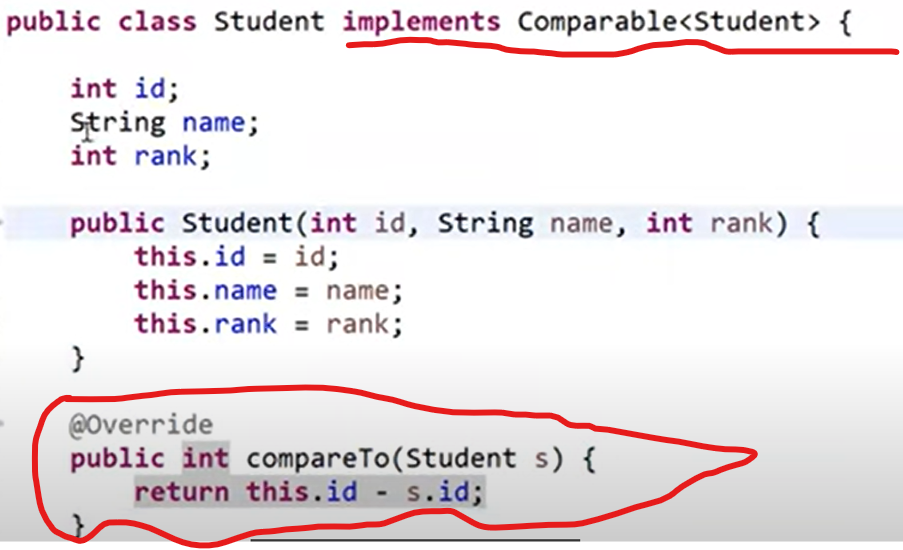 public class Student implements Comparable<Student> {
int id;
String name;
int rank;
public Student(int id, String name, int rank) {
this.id = id;
this.name = name;
this.rank = rank;
}
@Override
public int compareTo(Student s) {
return this.id - s.id;
}